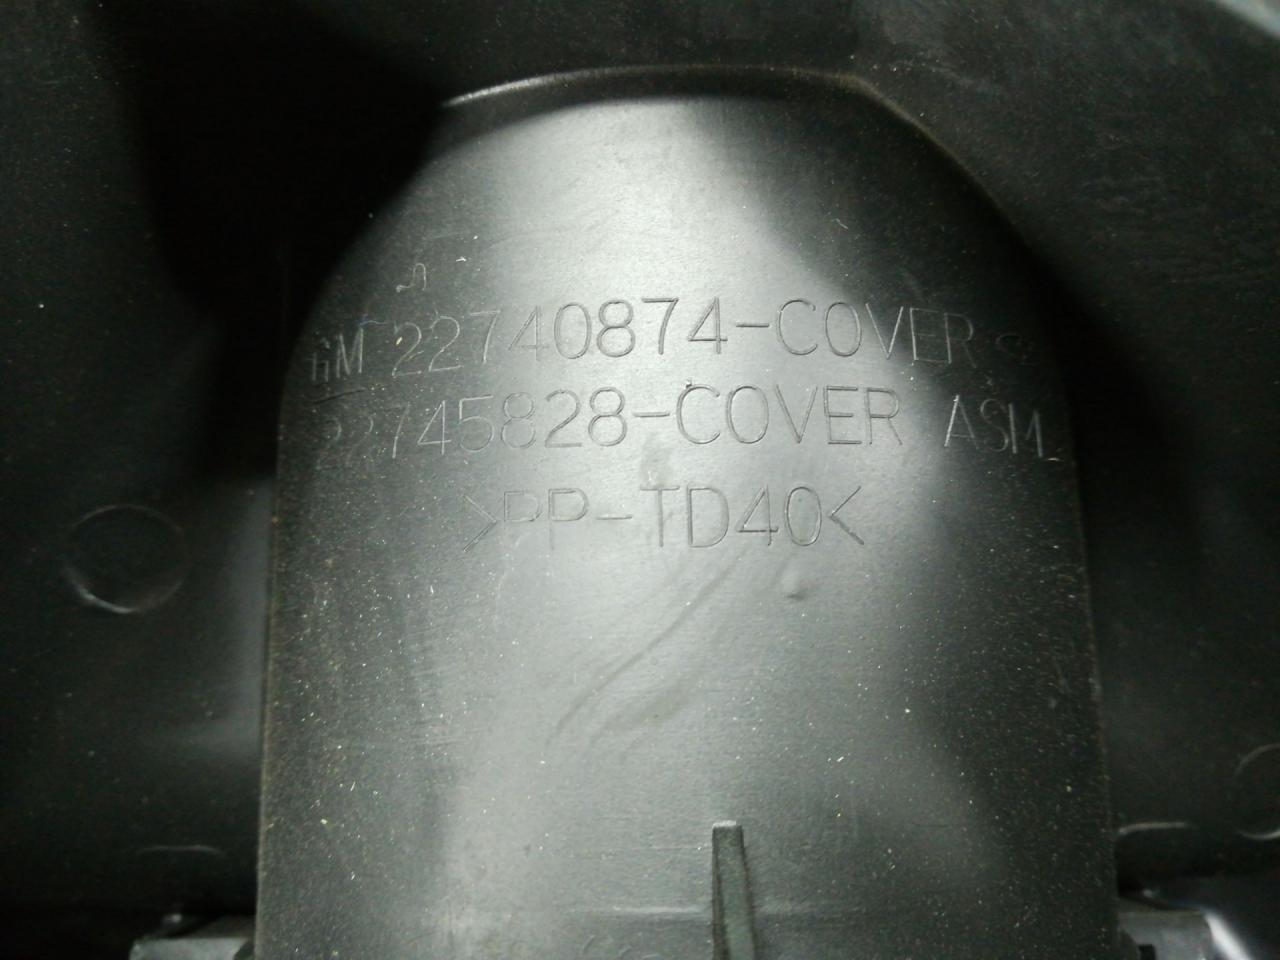 GM 22740874-COVER
22745828-COVER ASM
>PP-TD40<